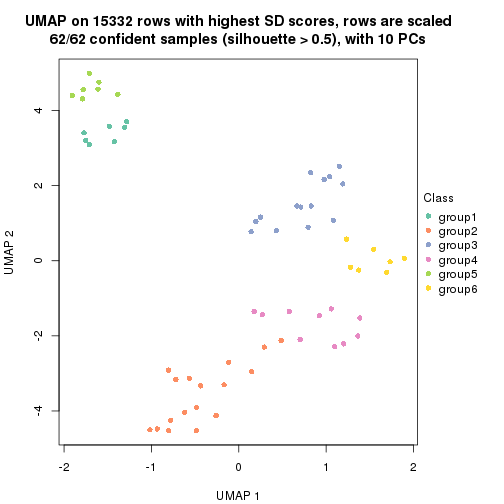 UMAP on 15332 rows with highest SD scores, rows are scaled
62/62 confident samples (silhouette > 0.5), with 10 PCs
4
2
0
-2
-4
UMAP 2
-2
-1
0
1
2
UMAP 1
Class
group1
group2
group3
group4
group5
group6